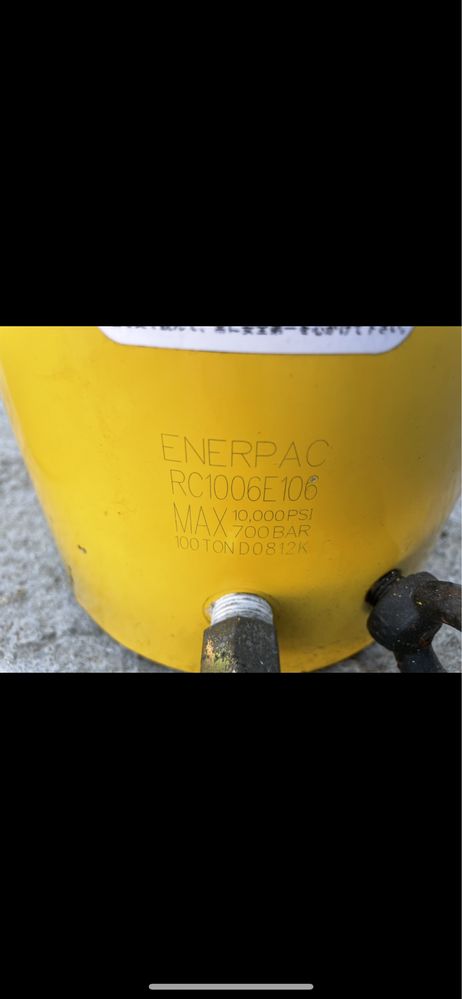 ENERPAC
RC1006E106
MAX 10,000 PSI
700 BAR
100 TON D0812K